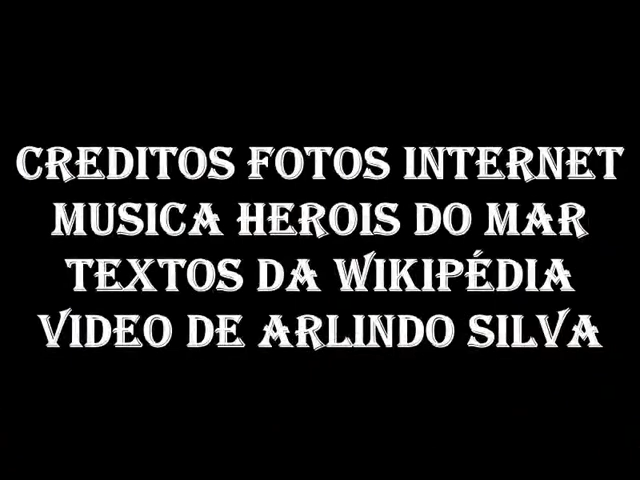 CREDITOS FOTOS INTERNET
MUSICA HEROIS DO MAR
TEXTOS DA WIKIPÉDIA
VIDEO DE ARLINDO SILVA